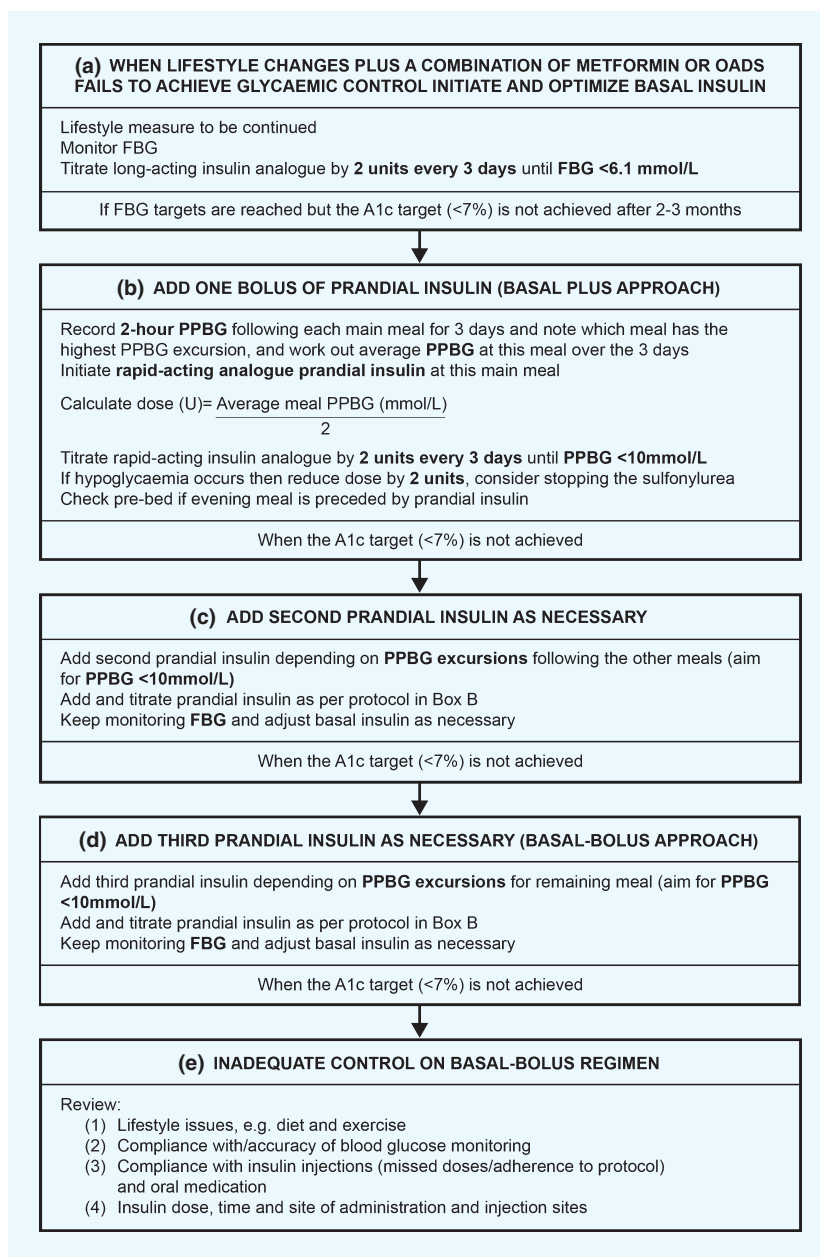 (a) WHEN LIFESTYLE CHANGES PLUS A COMBINATION OF METFORMIN OR OADS
FAILS TO ACHIEVE GLYCAEMIC CONTROL INITIATE AND OPTIMIZE BASAL INSULIN
Lifestyle measure to be continued
Monitor FBG
Titrate long-acting insulin analogue by 2 units every 3 days until FBG <6.1 mmol/L
If FBG targets are reached but the A1c target (<7%) is not achieved after 2-3 months
(b) ADD ONE BOLUS OF PRANDIAL INSULIN (BASAL PLUS APPROACH)
Record 2-hour PPBG following each main meal for 3 days and note which meal has the
highest PPBG excursion, and work out average PPBG at this meal over the 3 days
Initiate rapid-acting analogue prandial insulin at this main meal
Calculate dose (U)= Average meal PPBG (mmol/L)
2
Titrate rapid-acting insulin analogue by 2 units every 3 days until PPBG <10mmol/L
If hypoglycaemia occurs then reduce dose by 2 units, consider stopping the sulfonylurea
Check pre-bed if evening meal is preceded by prandial insulin
When the A1c target (<7%) is not achieved
(c) ADD SECOND PRANDIAL INSULIN AS NECESSARY
Add second prandial insulin depending on PPBG excursions following the other meals (aim
for PPBG <10mmol/L)
Add and titrate prandial insulin as per protocol in Box B
Keep monitoring FBG and adjust basal insulin as necessary
When the A1c target (<7%) is not achieved
(d) ADD THIRD PRANDIAL INSULIN AS NECESSARY (BASAL-BOLUS APPROACH)
Add third prandial insulin depending on PPBG excursions for remaining meal (aim for PPBG
<10mmol/L)
Add and titrate prandial insulin as per protocol in Box B
Keep monitoring FBG and adjust basal insulin as necessary
When the A1c target (<7%) is not achieved
(e) INADEQUATE CONTROL ON BASAL-BOLUS REGIMEN
Review:
(1) Lifestyle issues, e.g. diet and exercise
(2) Compliance with/accuracy of blood glucose monitoring
(3) Compliance with insulin injections (missed doses/adherence to protocol)
and oral medication
(4) Insulin dose, time and site of administration and injection sites